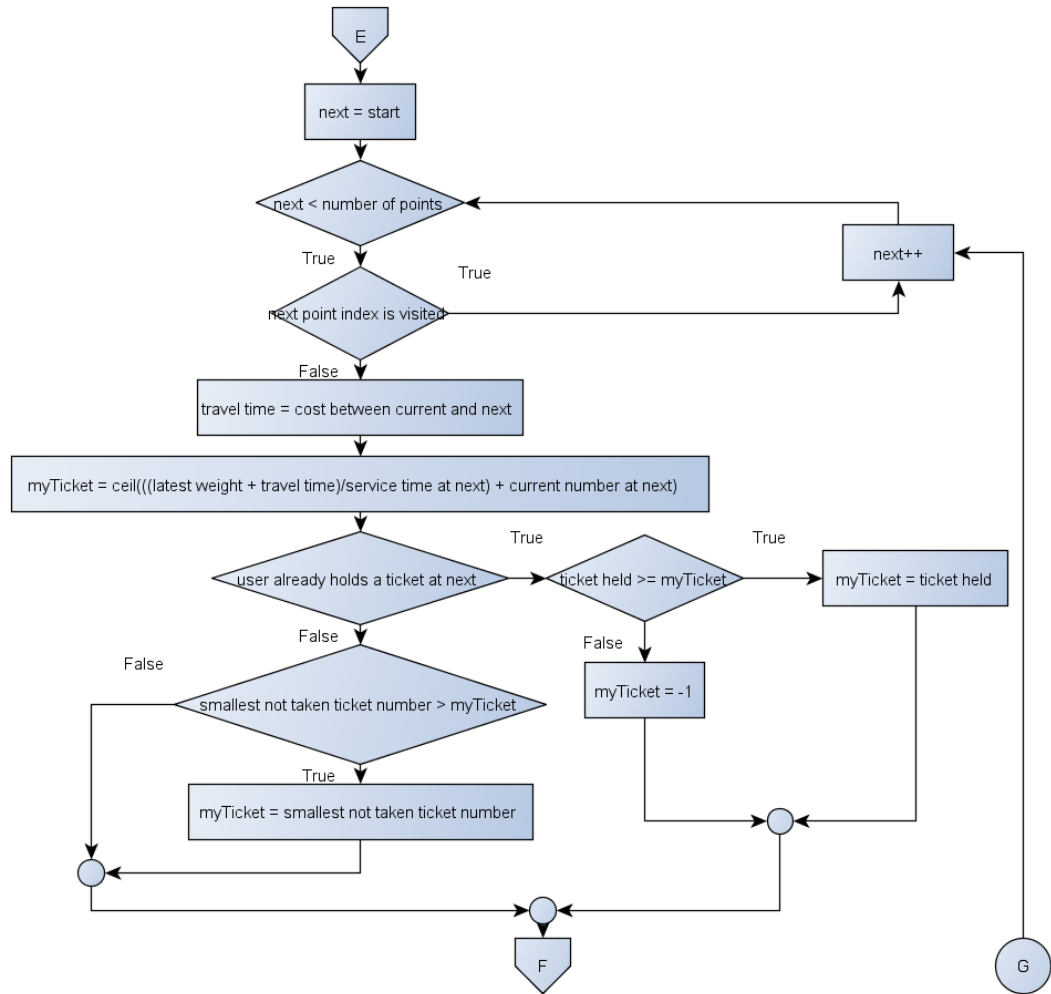 E
next = start
next < number of points
next++
True
True
next point index is visited
False
travel time = cost between current and next
myTicket = ceil(((latest weight + travel time)/service time at next) + current number at next)
True
True
user already holds a ticket at next
ticket held >= myTicket
myTicket = ticket held
False
False
False
myTicket = -1
smallest not taken ticket number > myTicket
True
myTicket = smallest not taken ticket number
F
G